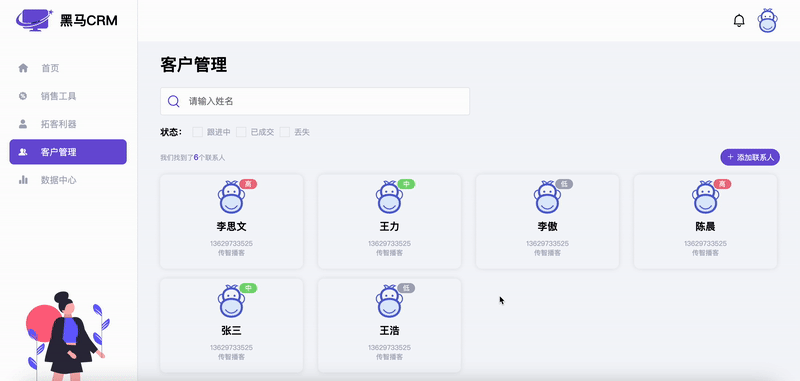 黑马CRM
首页
销售工具
拓客利器
客户管理
数据中心
客户管理
请输入姓名
状态： 跟进中 已成交 丢失
我们找到了6个联系人
+ 添加联系人
高
李思文
13629733525
传智播客
中
王力
13629733525
传智播客
低
李傲
13629733525
传智播客
高
陈晨
13629733525
传智播客
中
张三
13629733525
传智播客
低
王浩
13629733525
传智播客